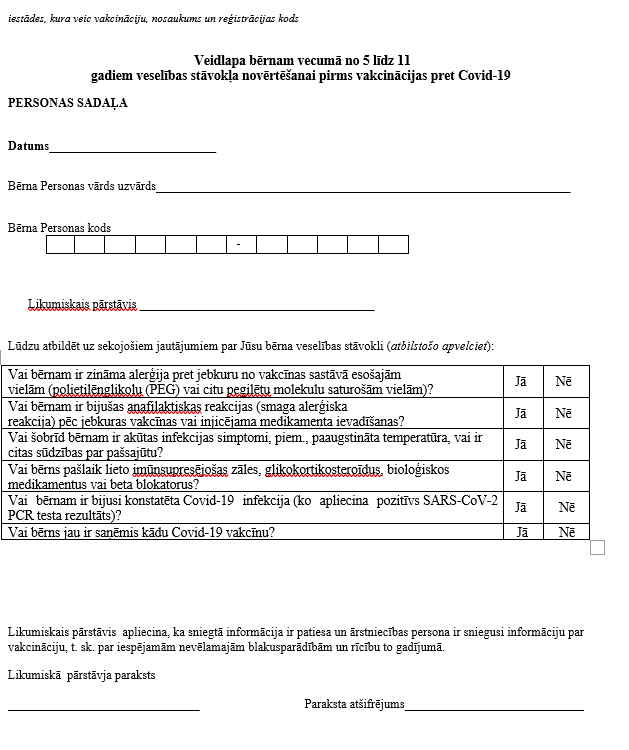 iestādes, kura veic vakcināciju, nosaukums un reģistrācijas kods
Veidlapa bērnam vecumā no 5 līdz 11
gadiem veselības stāvokļa novērtēšanai pirms vakcinācijas pret Covid-19
PERSONAS SADAĻA
Datums____________________________
Bērna Personas vārds uzvārds_____________________________________________________________________
Bērna Personas kods
-
Likumiskais pārstāvis _______________________________________
Lūdzu atbildēt uz sekojošiem jautājumiem par Jūsu bērna veselības stāvokli (atbilstošo apvelciet):
Vai bērnam ir zināma alerģija pret jebkuru no vakcīnas sastāvā esošajām
vielām (polietilēnglikolu (PEG) vai citu pegilētu molekulu saturošām vielām)? Jā Nē
Vai bērnam ir bijušas anafilaktiskas reakcijas (smaga alerģiska
reakcija) pēc jebkuras vakcīnas vai injicējama medikamenta ievadīšanas? Jā Nē
Vai šobrīd bērnam ir akūtas infekcijas simptomi, piem., paaugstināta temperatūra, vai ir
citas sūdzības par pašsajūtu? Jā Nē
Vai bērns pašlaik lieto imūnsupresējošas zāles, glikokortikosteroīdus, bioloģiskos
medikamentus vai beta blokatorus? Jā Nē
Vai bērnam ir bijusi konstatēta Covid-19 infekcija (ko apliecina pozitīvs SARS-CoV-2
PCR testa rezultāts)? Jā Nē
Vai bērns jau ir saņēmis kādu Covid-19 vakcīnu? Jā Nē
Likumiskais pārstāvis apliecina, ka sniegtā informācija ir patiesa un ārstniecības persona ir sniegusi informāciju par
vakcināciju, t. sk. par iespējamām nevēlamajām blakusparādībām un rīcību to gadījumā.
Likumiskā pārstāvja paraksts
________________________________ Paraksta atšifrējums______________________________